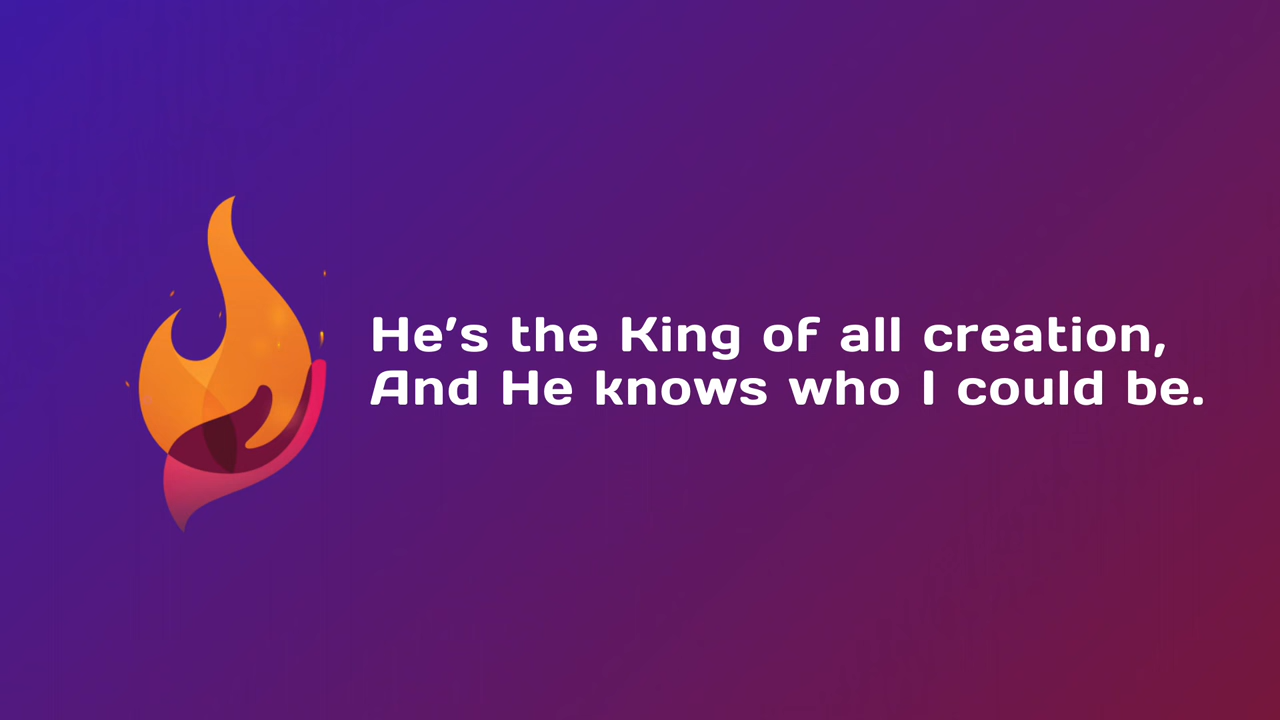 He's the King of all creation,
And He knows who I could be.